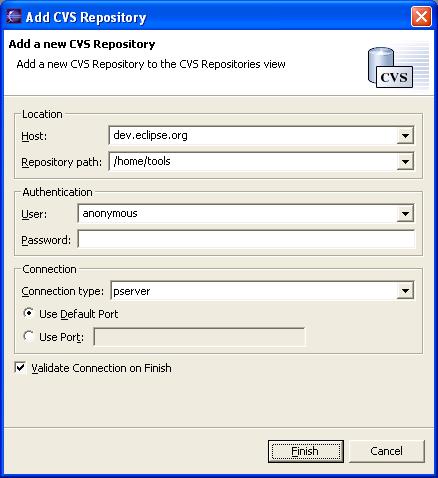 Add CVS Repository
Add a new CVS Repository
Add a new CVS Repository to the CVS Repositories view
CVS
Location
Host: dev.eclipse.org
Repository path: /home/tools
Authentication
User: anonymous
Password:
Connection
Connection type: pserver
Use Default Port
Use Port:
Validate Connection on Finish
Finish Cancel